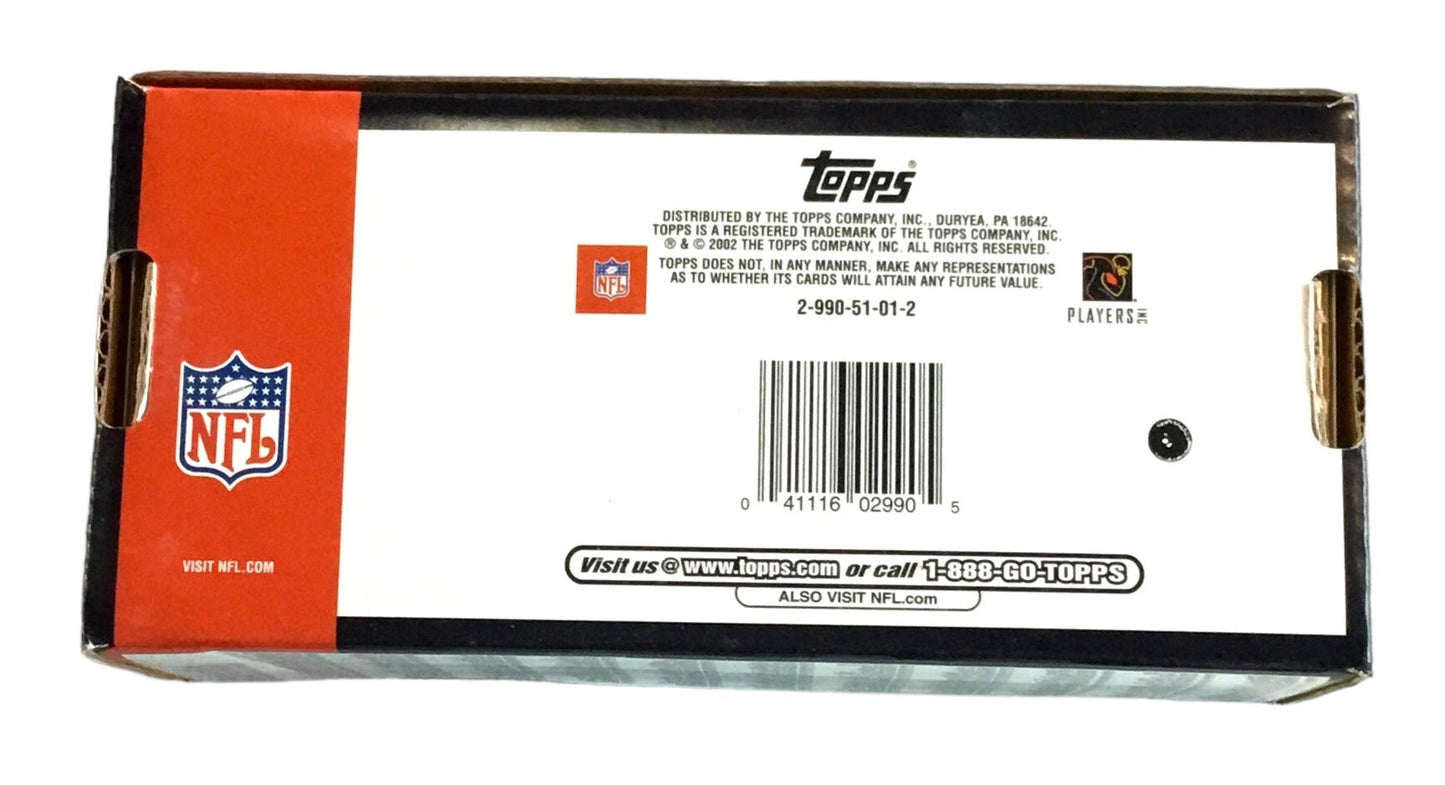 topps®
DISTRIBUTED BY THE TOPPS COMPANY, INC., DURYEA, PA 18642.
TOPPS IS A REGISTERED TRADEMARK OF THE TOPPS COMPANY, INC.
® & © 2002 THE TOPPS COMPANY, INC. ALL RIGHTS RESERVED.
NFL
TOPPS DOES NOT, IN ANY MANNER, MAKE ANY REPRESENTATIONS
AS TO WHETHER ITS CARDS WILL ATTAIN ANY FUTURE VALUE.
2-990-51-01-2
PLAYERS INC
NFL
VISIT NFL.COM
0 41116 02990 5
Visit us @ www.topps.com or call 1-888-GO-TOPPS
ALSO VISIT NFL.com